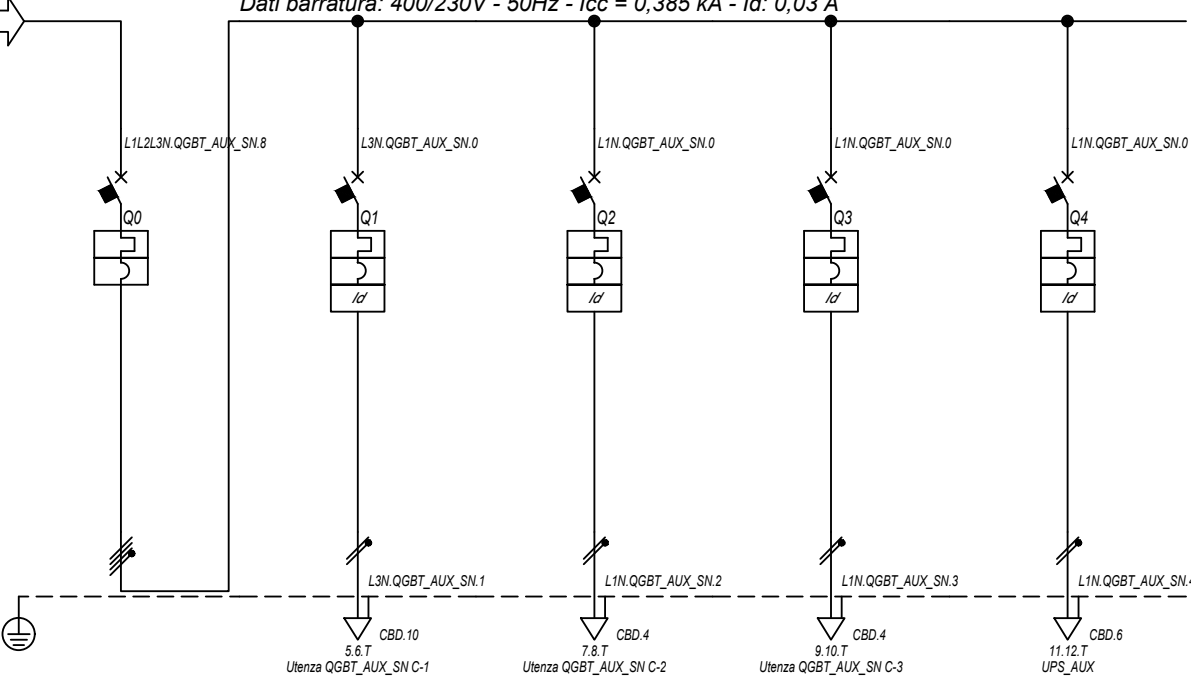 Dati barratura: 400/230V - 50Hz - Icc = 0,385 kA - Id: 0,03 A
L1L2L3N.QGBT_AUX_SN.8
L3N.QGBT_AUX_SN.0
L1N.QGBT_AUX_SN.0
L1N.QGBT_AUX_SN.0
L1N.QGBT_AUX_SN.0
Q0
Q1
Q2
Q3
Q4
Id
Id
Id
Id
L3N.QGBT_AUX_SN.1
L1N.QGBT_AUX_SN.2
L1N.QGBT_AUX_SN.3
L1N.QGBT_AUX_SN.4
CBD.10
CBD.4
CBD.4
CBD.6
5.6.T
7.8.T
9.10.T
11.12.T
Utenza QGBT_AUX_SN C-1
Utenza QGBT_AUX_SN C-2
Utenza QGBT_AUX_SN C-3
UPS_AUX